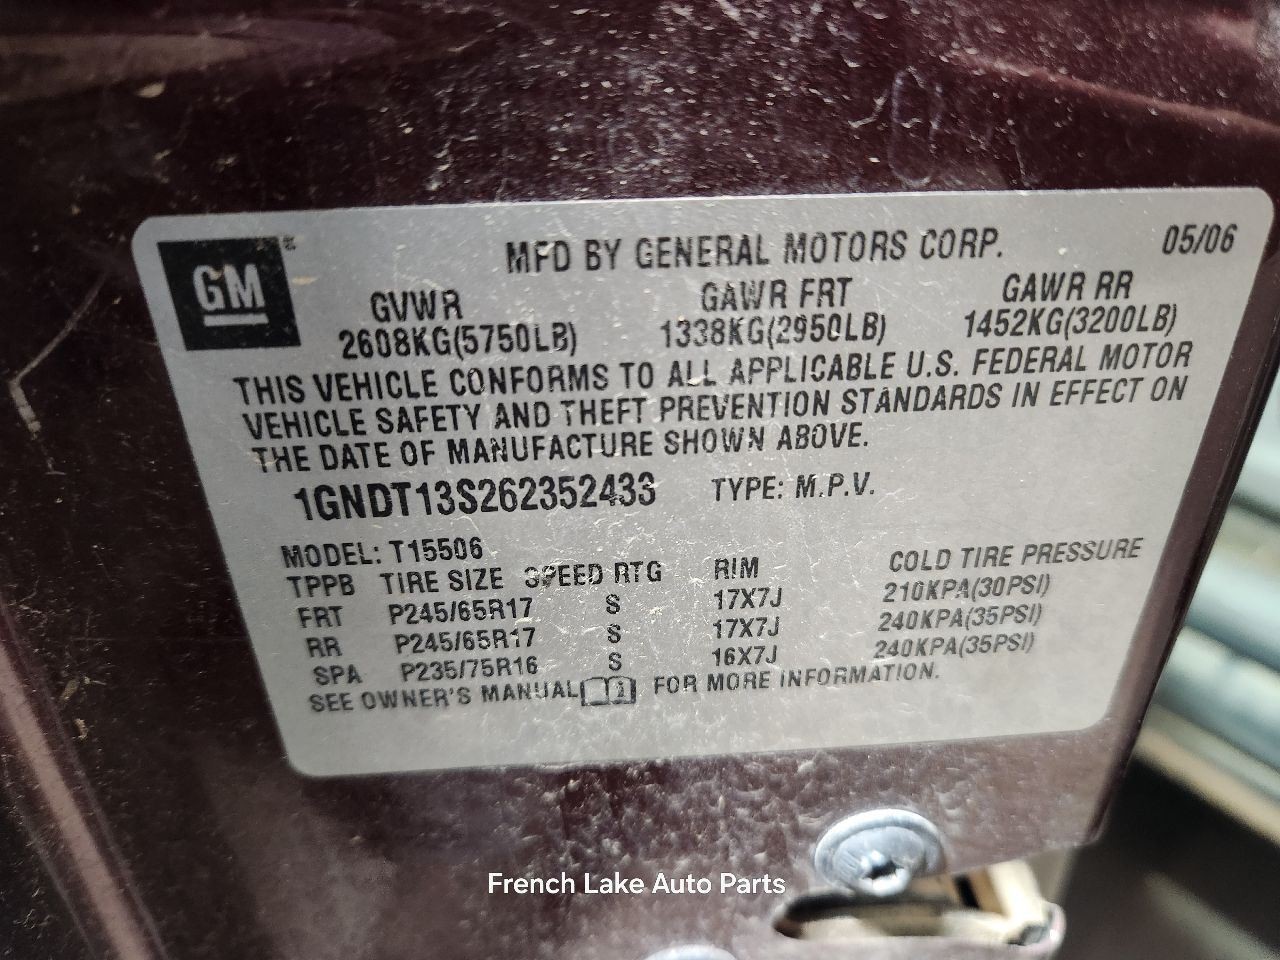 GM®
MFD BY GENERAL MOTORS CORP. 05/06
GVWR GAWR FRT GAWR RR
2608KG(5750LB) 1338KG(2950LB) 1452KG(3200LB)
THIS VEHICLE CONFORMS TO ALL APPLICABLE U.S. FEDERAL MOTOR
VEHICLE SAFETY AND THEFT PREVENTION STANDARDS IN EFFECT ON
THE DATE OF MANUFACTURE SHOWN ABOVE.
1GNDT13S262352433 TYPE: M.P.V.
MODEL: T15506
TPPB TIRE SIZE SPEED RTG RIM COLD TIRE PRESSURE
FRT P245/65R17 S 17X7J 210KPA(30PSI)
RR P245/65R17 S 17X7J 240KPA(35PSI)
SPA P235/75R16 S 16X7J 240KPA(35PSI)
SEE OWNER'S MANUAL FOR MORE INFORMATION.
French Lake Auto Parts